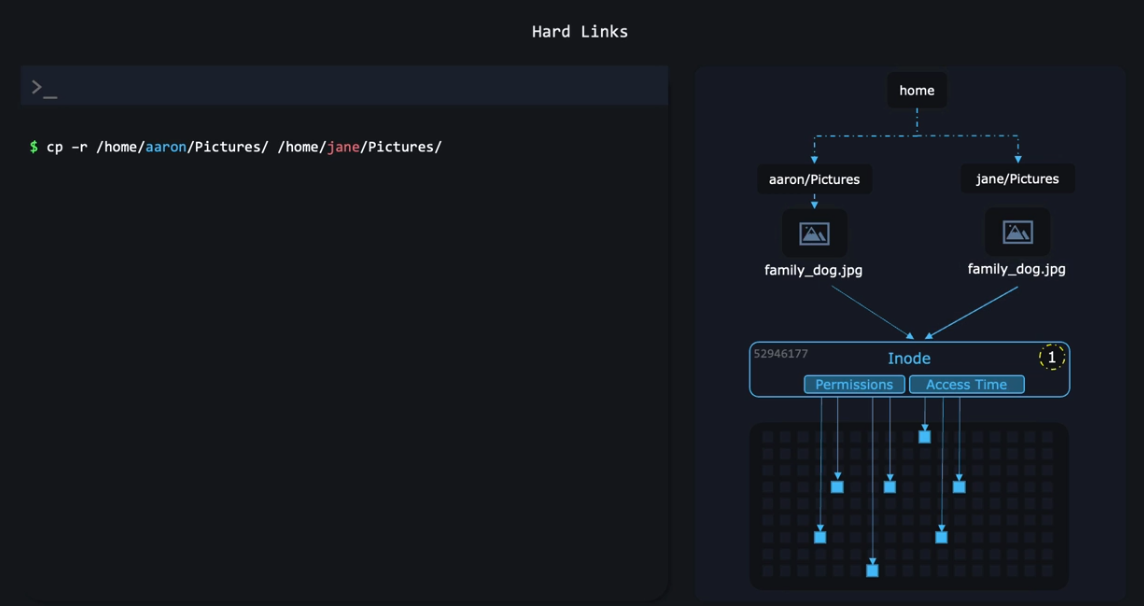 Hard Links
>_
$ cp -r /home/aaron/Pictures/ /home/jane/Pictures/
home
aaron/Pictures
jane/Pictures
family_dog.jpg
family_dog.jpg
52946177
Inode
1
Permissions
Access Time